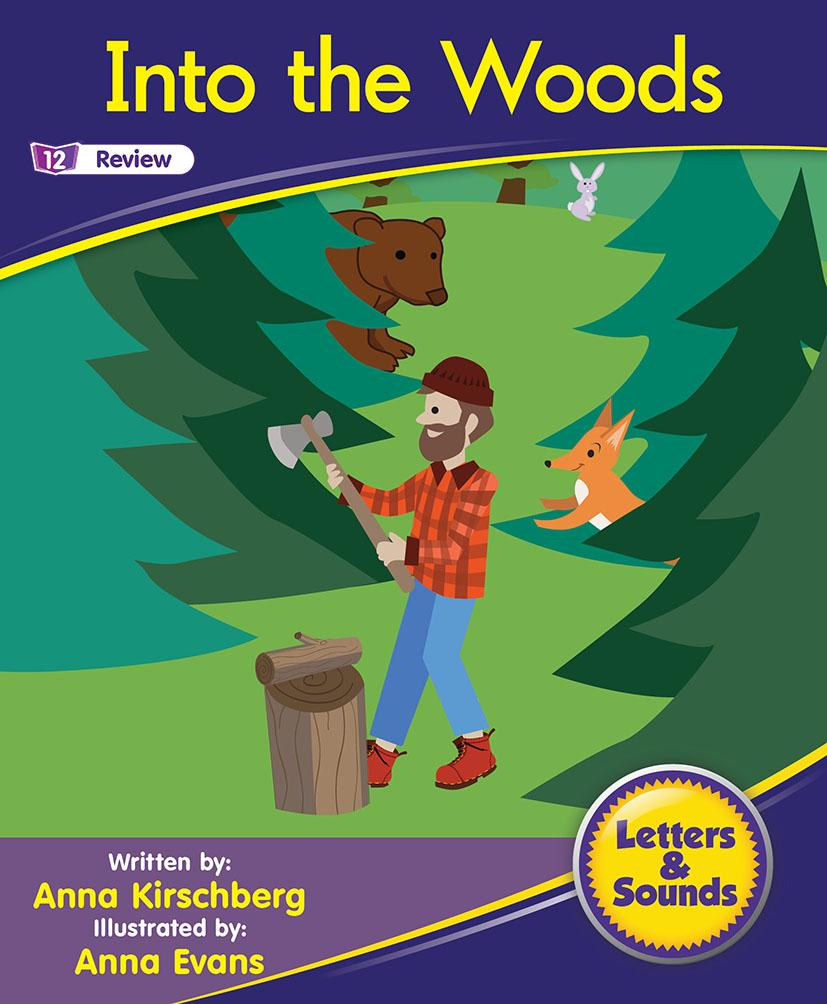 Into the Woods
12 Review
Written by:
Anna Kirschberg
Illustrated by:
Anna Evans
Letters
&
Sounds